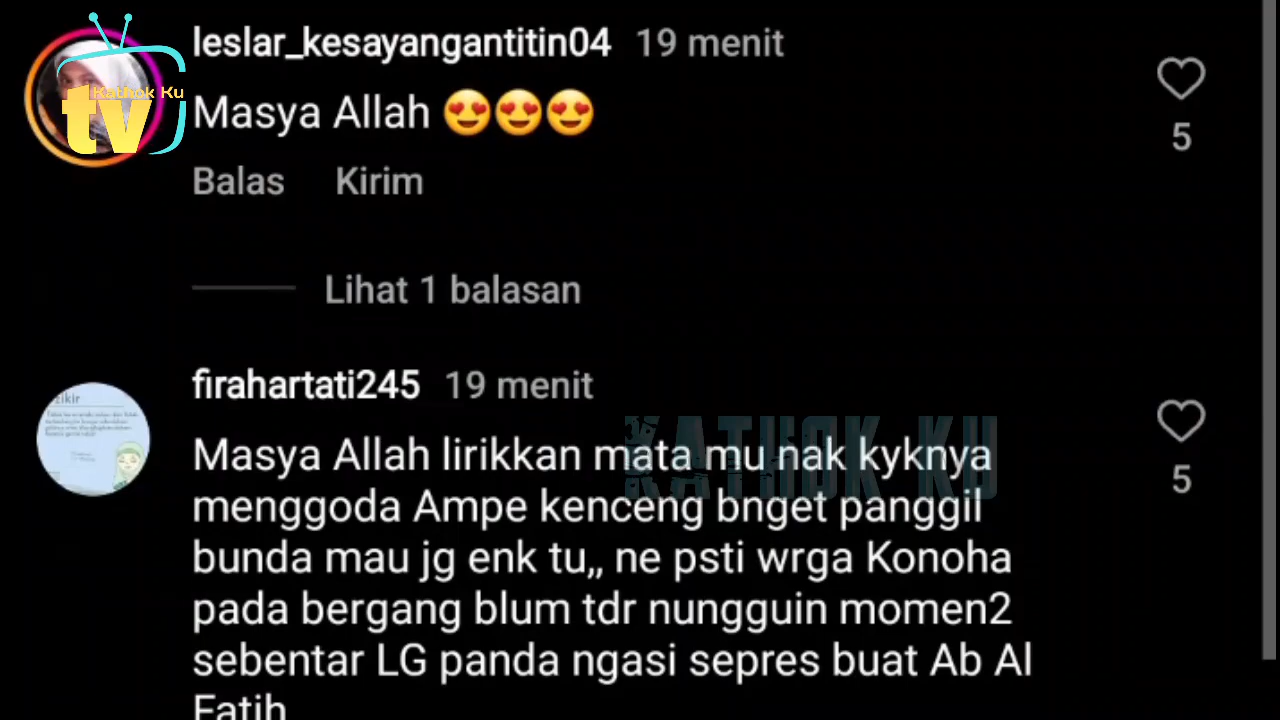 leslar_kesayangantitin04 19 menit
Kathok Ku
tv
Masya Allah 😍😍😍
5
Balas Kirim
Lihat 1 balasan
firahartati245 19 menit
KATHOK KU
Masya Allah lirikkan mata mu nak kyknya
menggoda Ampe kenceng bnget panggil
5
bunda mau jg enk tu,, ne psti wrga Konoha
pada bergang blum tdr nungguin momen2
sebentar LG panda ngasi sepres buat Ab Al
Fatih